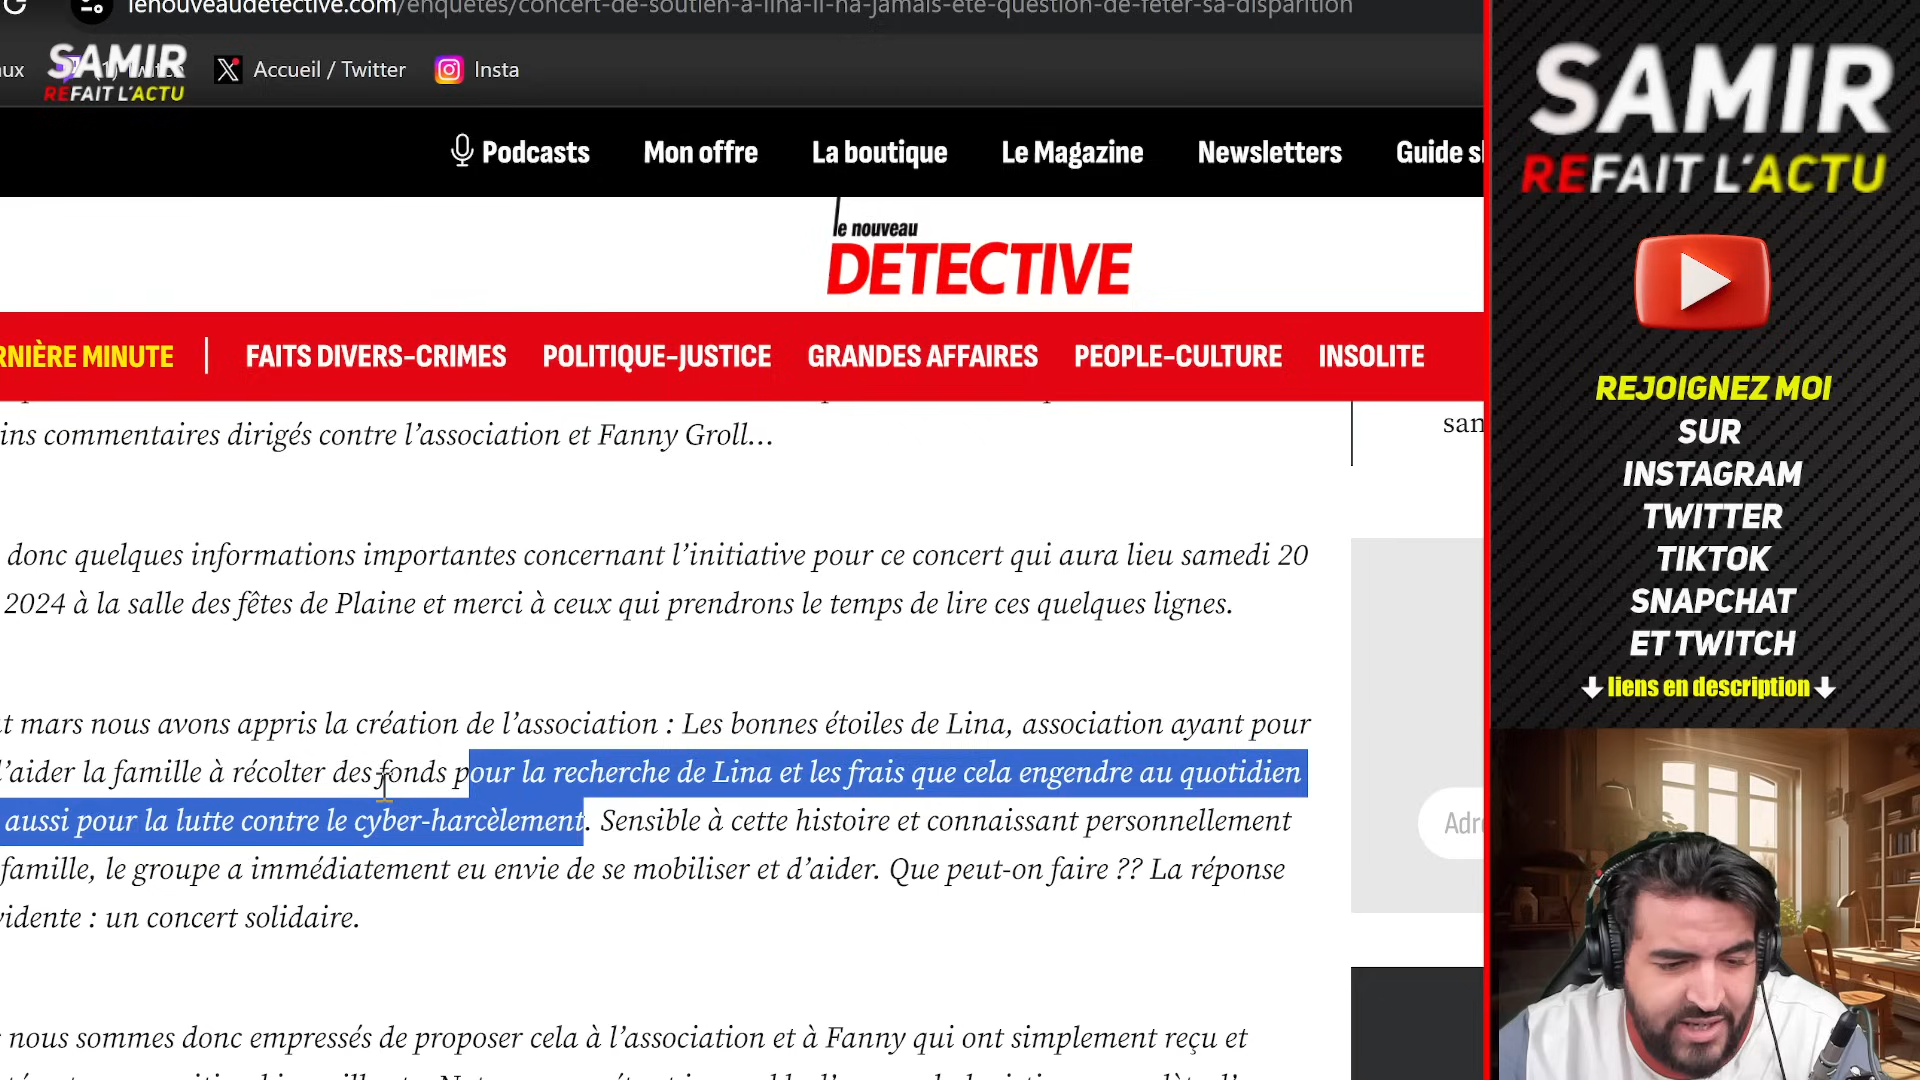 lenouveaudetective.com/enquetes/concert-de-soutien-a-lina-il-na-jamais-ete-question-de-feter-sa-disparition
SAMIR
REFAIT L'ACTU
Accueil / Twitter
Insta
Podcasts
Mon offre
La boutique
Le Magazine
Newsletters
Guide s
le nouveau
DETECTIVE
RNIÈRE MINUTE
FAITS DIVERS-CRIMES
POLITIQUE-JUSTICE
GRANDES AFFAIRES
PEOPLE-CULTURE
INSOLITE
ins commentaires dirigés contre l’association et Fanny Groll…
donc quelques informations importantes concernant l’initiative pour ce concert qui aura lieu samedi 20
2024 à la salle des fêtes de Plaine et merci à ceux qui prendrons le temps de lire ces quelques lignes.
t mars nous avons appris la création de l’association : Les bonnes étoiles de Lina, association ayant pour
d’aider la famille à récolter des fonds pour la recherche de Lina et les frais que cela engendre au quotidien
aussi pour la lutte contre le cyber-harcèlement. Sensible à cette histoire et connaissant personnellement
famille, le groupe a immédiatement eu envie de se mobiliser et d’aider. Que peut-on faire ?? La réponse
vidente : un concert solidaire.
nous sommes donc empressés de proposer cela à l’association et à Fanny qui ont simplement reçu et
san
Adre
SAMIR
REFAIT L'ACTU
REJOIGNEZ MOI
SUR
INSTAGRAM
TWITTER
TIKTOK
SNAPCHAT
ET TWITCH
liens en description